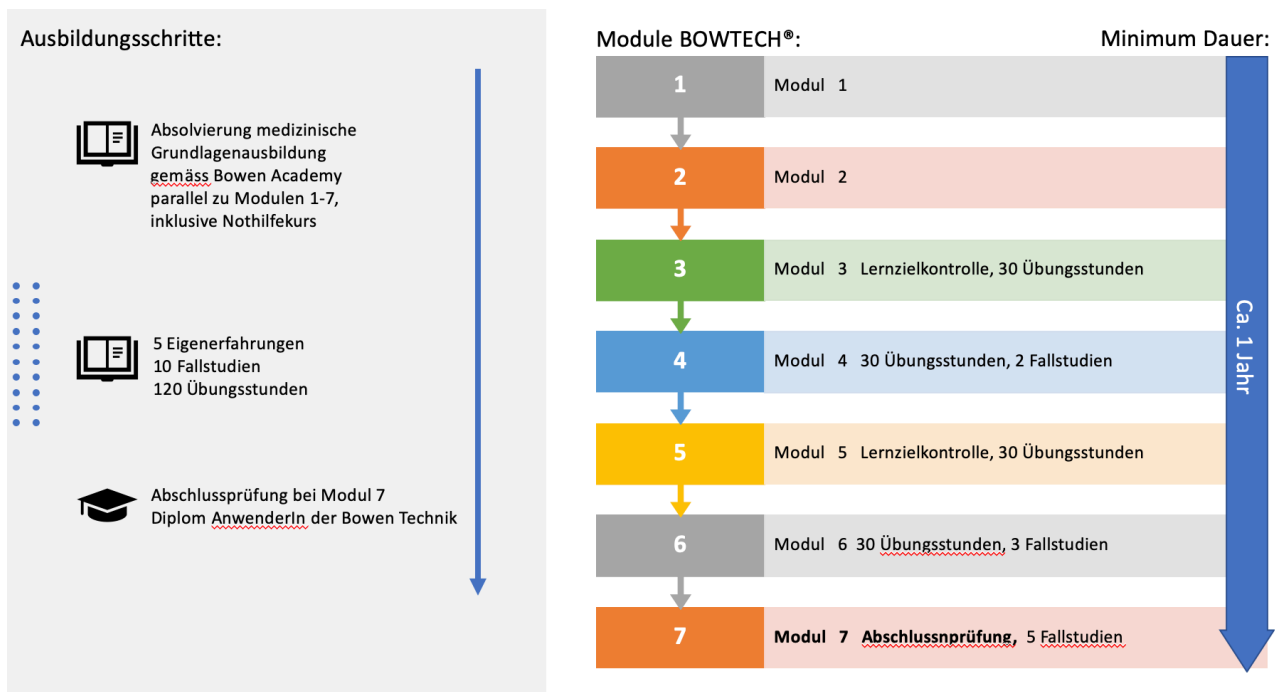 Ausbildungsschritte:
Absolvierung medizinische
Grundlagenausbildung
gemäss Bowen Academy
parallel zu Modulen 1-7,
inklusive Nothilfekurs
5 Eigenerfahrungen
10 Fallstudien
120 Übungsstunden
Abschlussprüfung bei Modul 7
Diplom AnwenderIn der Bowen Technik
Module BOWTECH®:
Minimum Dauer:
1 Modul 1
2 Modul 2
3 Modul 3 Lernzielkontrolle, 30 Übungsstunden
4 Modul 4 30 Übungsstunden, 2 Fallstudien
5 Modul 5 Lernzielkontrolle, 30 Übungsstunden
6 Modul 6 30 Übungsstunden, 3 Fallstudien
7 Modul 7 Abschlussnprüfung, 5 Fallstudien
Ca. 1 Jahr